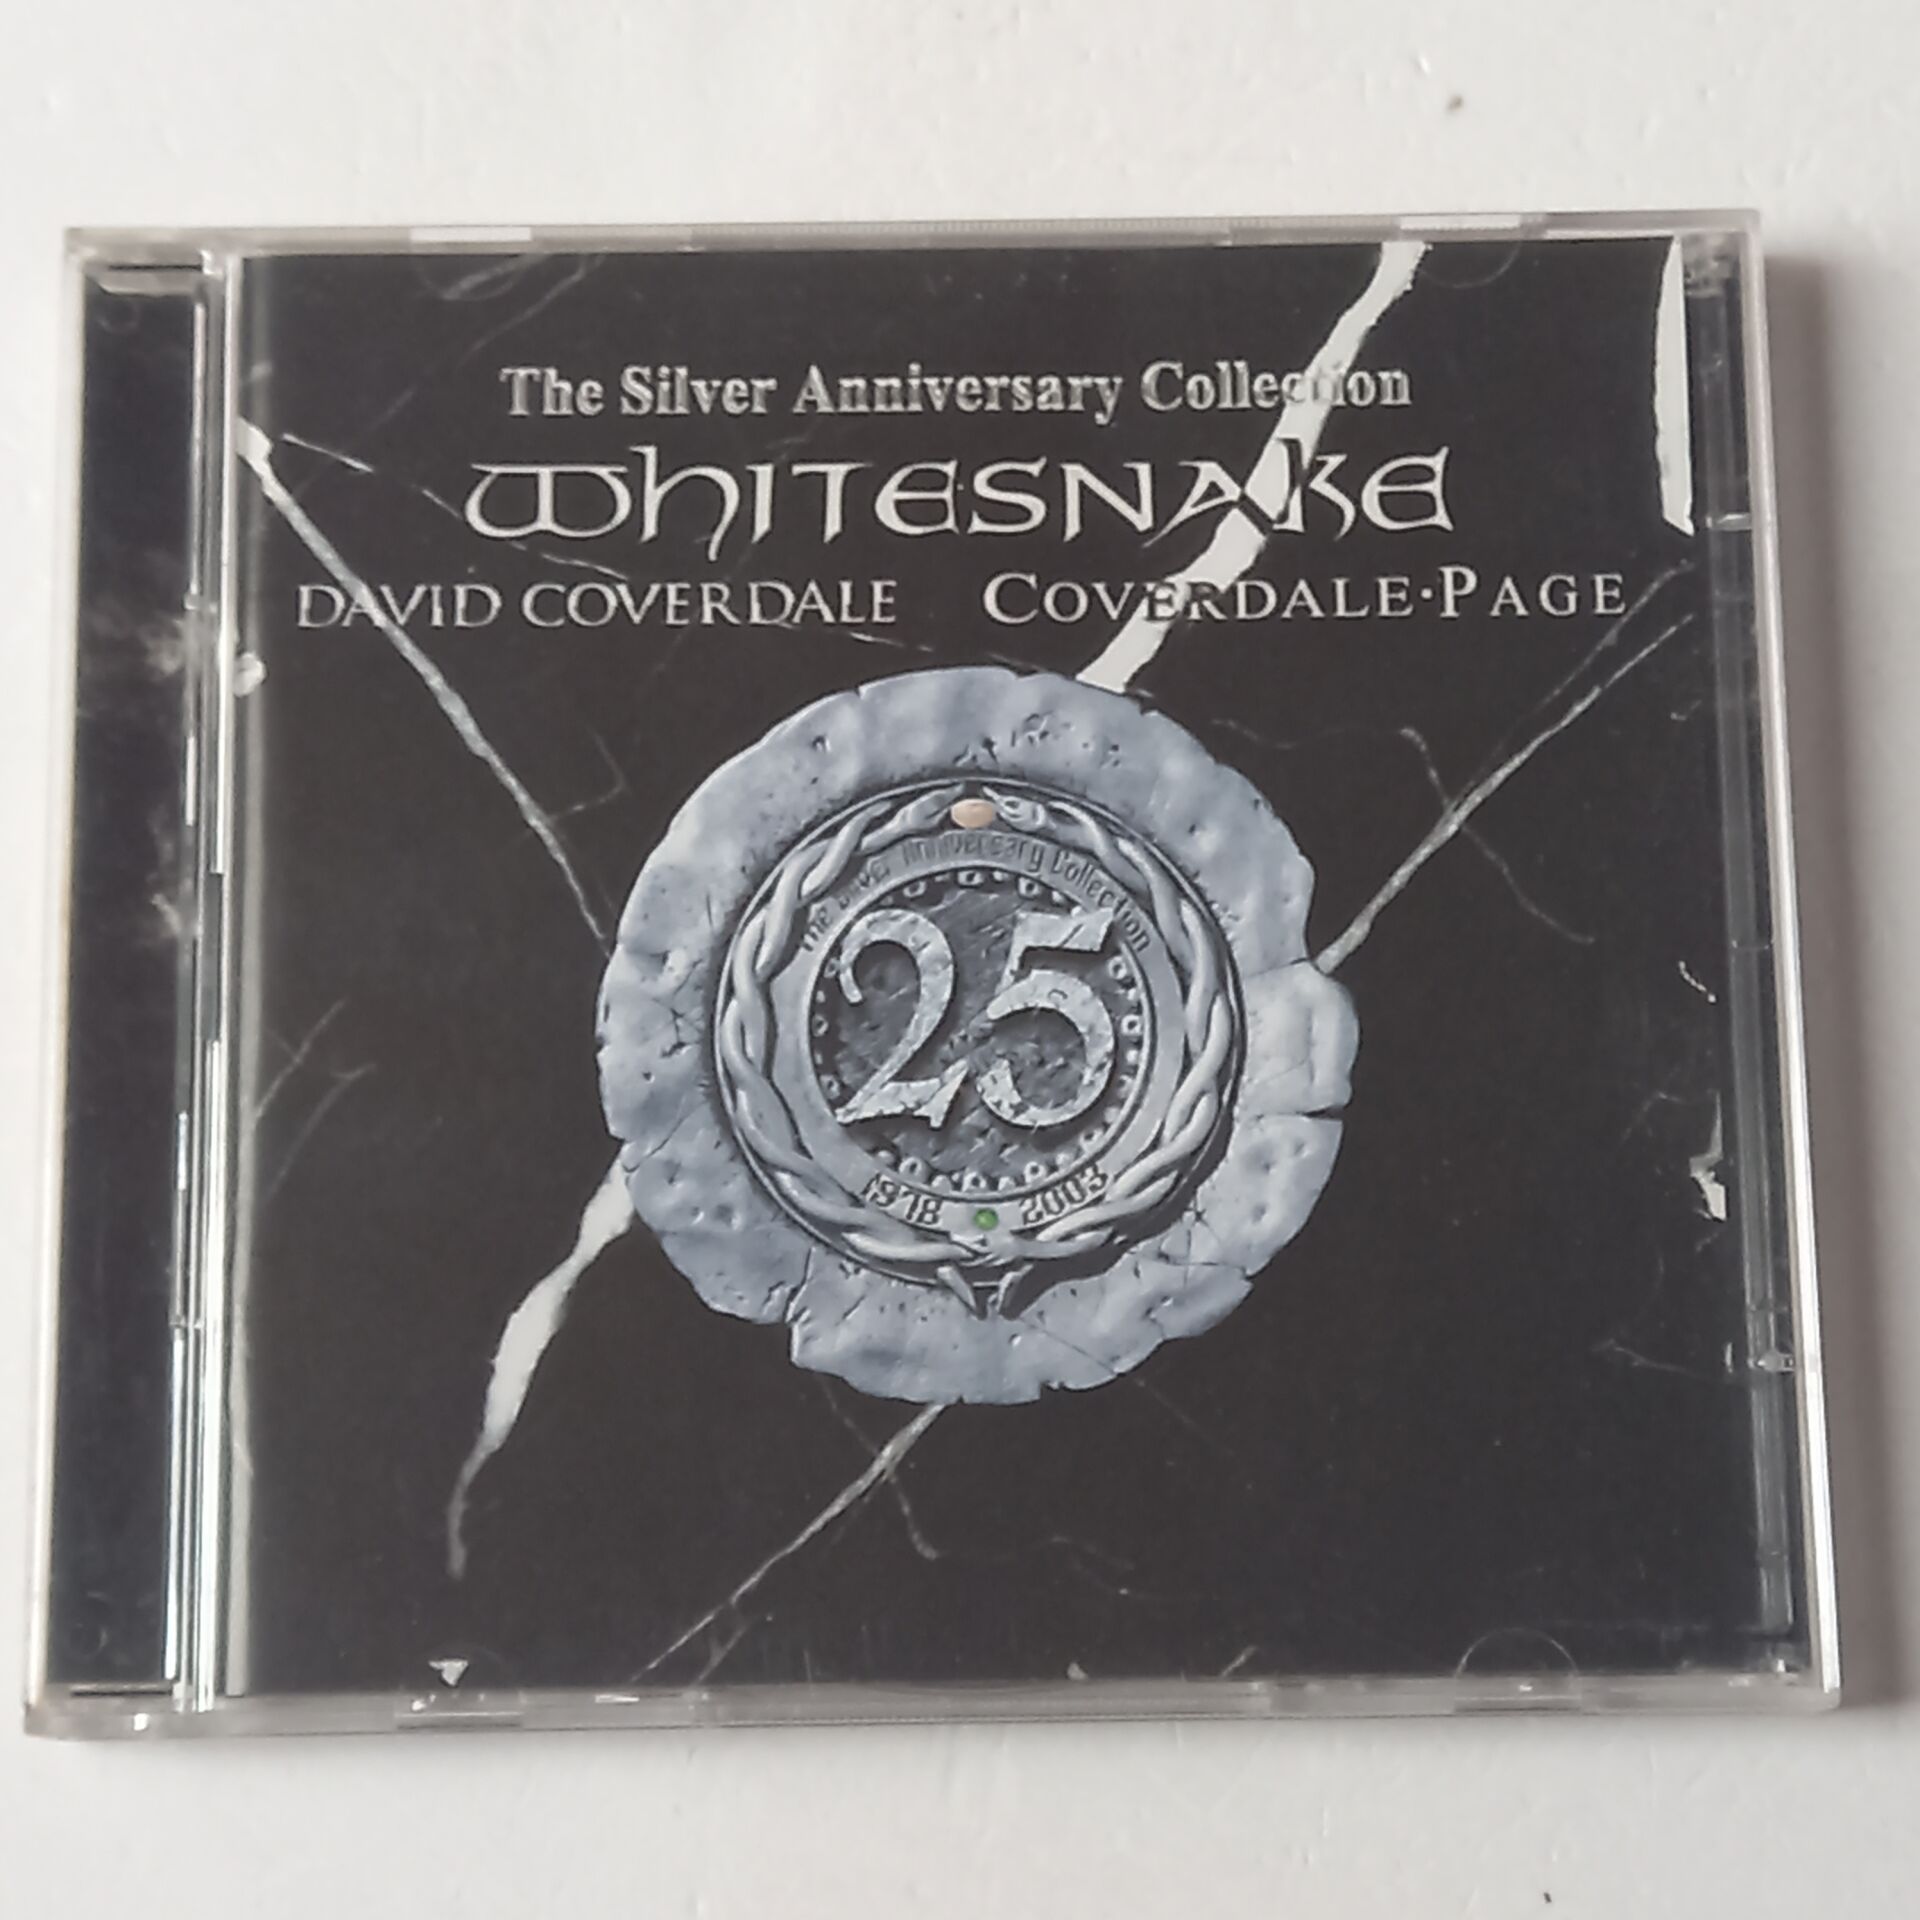 The Silver Anniversary Collection
WHITESNAKE
DAVID COVERDALE COVERDALE·PAGE
The Silver Anniversary Collection
25
1978 2003